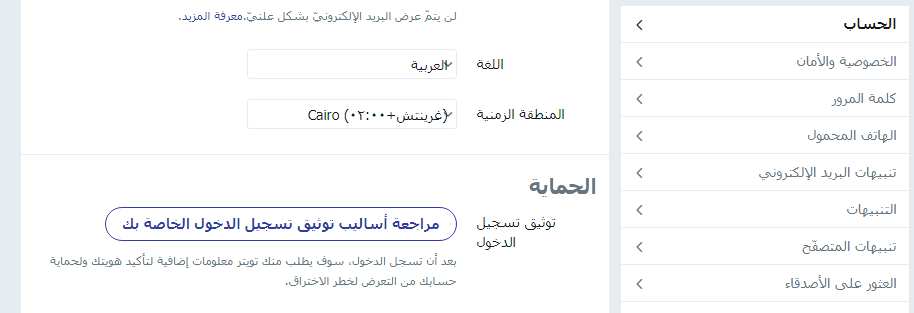 الحساب
الخصوصية والأمان
كلمة المرور
الهاتف المحمول
تنبيهات البريد الإلكتروني
التنبيهات
تنبيهات المتصفّح
العثور على الأصدقاء
لن يتمّ عرض البريد الإلكترونيّ بشكل علنيّ. معرفة المزيد.
اللغة
العربية
المنطقة الزمنية
(غرينتش+٠٢:٠٠) Cairo
الحماية
توثيق تسجيل
الدخول
مراجعة أساليب توثيق تسجيل الدخول الخاصة بك
بعد أن تسجل الدخول، سوف يطلب منك تويتر معلومات إضافية لتأكيد هويتك ولحماية
حسابك من التعرض لخطر الاختراق.